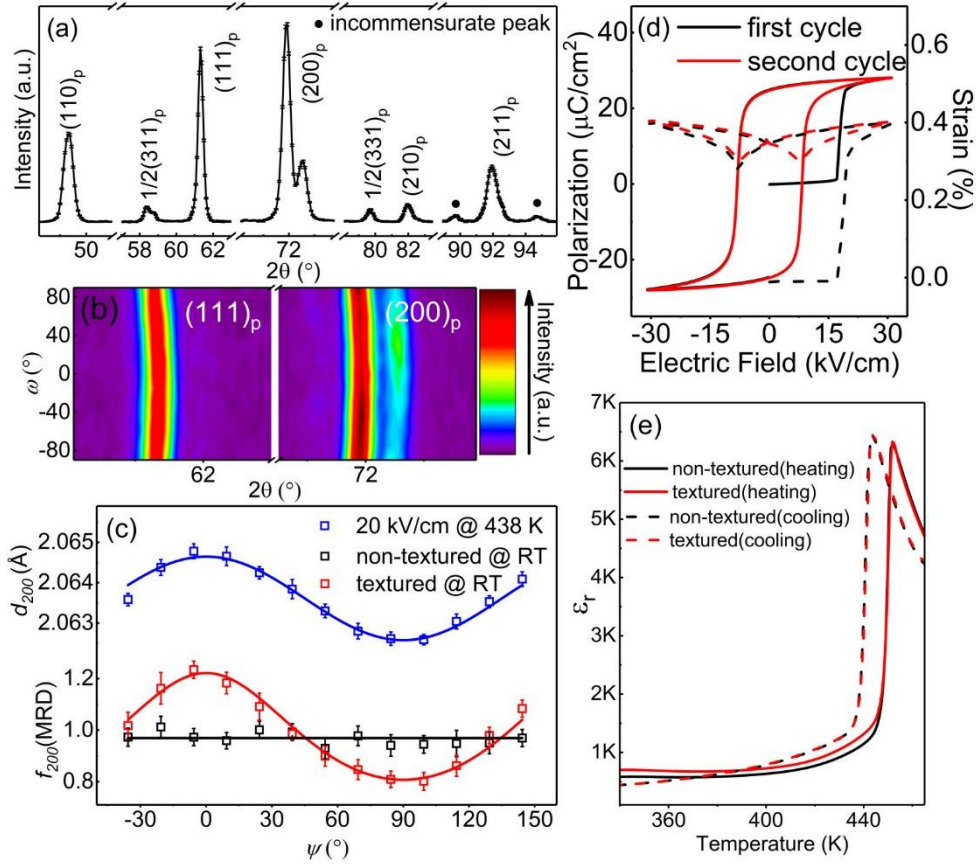 (a)
● incommensurate peak
Intensity (a.u.)
(110)p
1/2(311)p
(111)p
(200)p
1/2(331)p
(210)p
(211)p
50 58 60 62 72 80 82 90 92 94
2θ (°)
(b)
(111)p
(200)p
ω(°)
80
40
0
-40
-80
62 72
2θ (°)
Intensity (a.u.)
(c)
20 kV/cm @ 438 K
non-textured @ RT
textured @ RT
d200(Å)
2.065
2.064
2.063
f200(MRD)
1.2
1.0
0.8
-30 0 30 60 90 120 150
ψ(°)
(d)
first cycle
second cycle
Polarization (μC/cm2)
40
20
0
-20
Strain (%)
0.6
0.4
0.2
0.0
-30 -15 0 15 30
Electric Field (kV/cm)
(e)
non-textured(heating)
textured(heating)
non-textured(cooling)
textured(cooling)
εr
7K
6K
5K
4K
3K
2K
1K
360 400 440
Temperature (K)